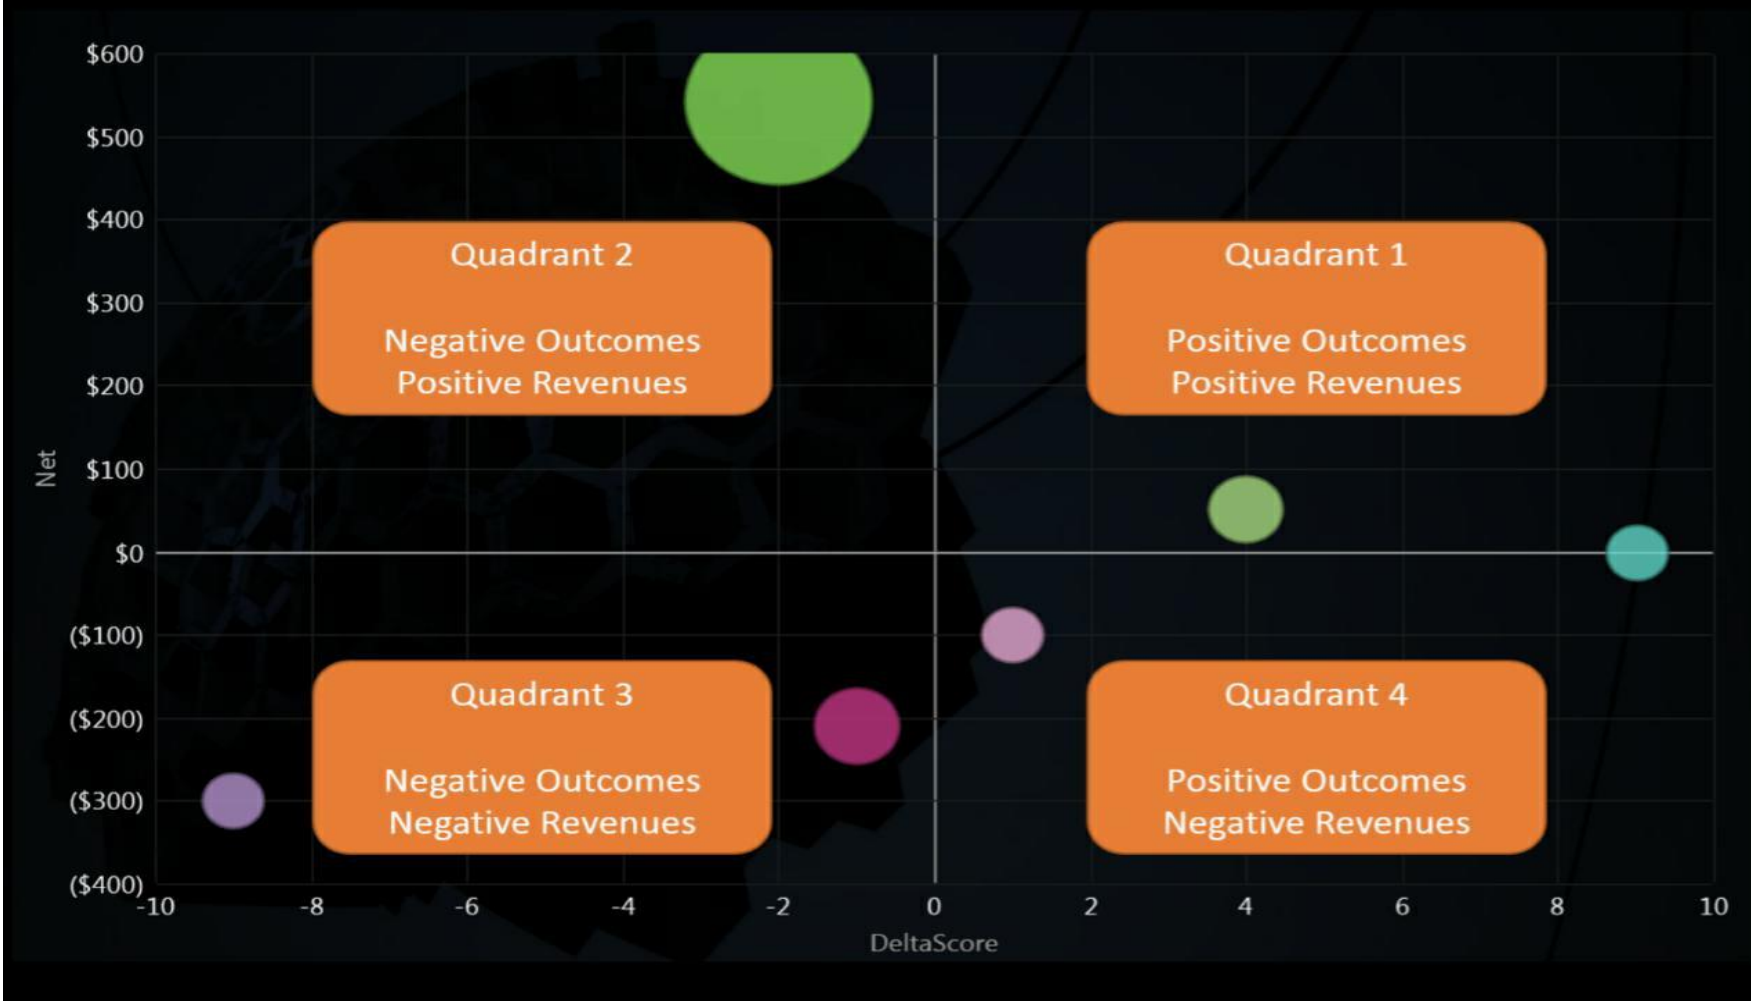 $600
$500
$400
$300
$200
$100
$0
($100)
($200)
($300)
($400)
Net
Quadrant 2
Negative Outcomes
Positive Revenues
Quadrant 1
Positive Outcomes
Positive Revenues
Quadrant 3
Negative Outcomes
Negative Revenues
Quadrant 4
Positive Outcomes
Negative Revenues
-10 -8 -6 -4 -2 0 2 4 6 8 10
DeltaScore